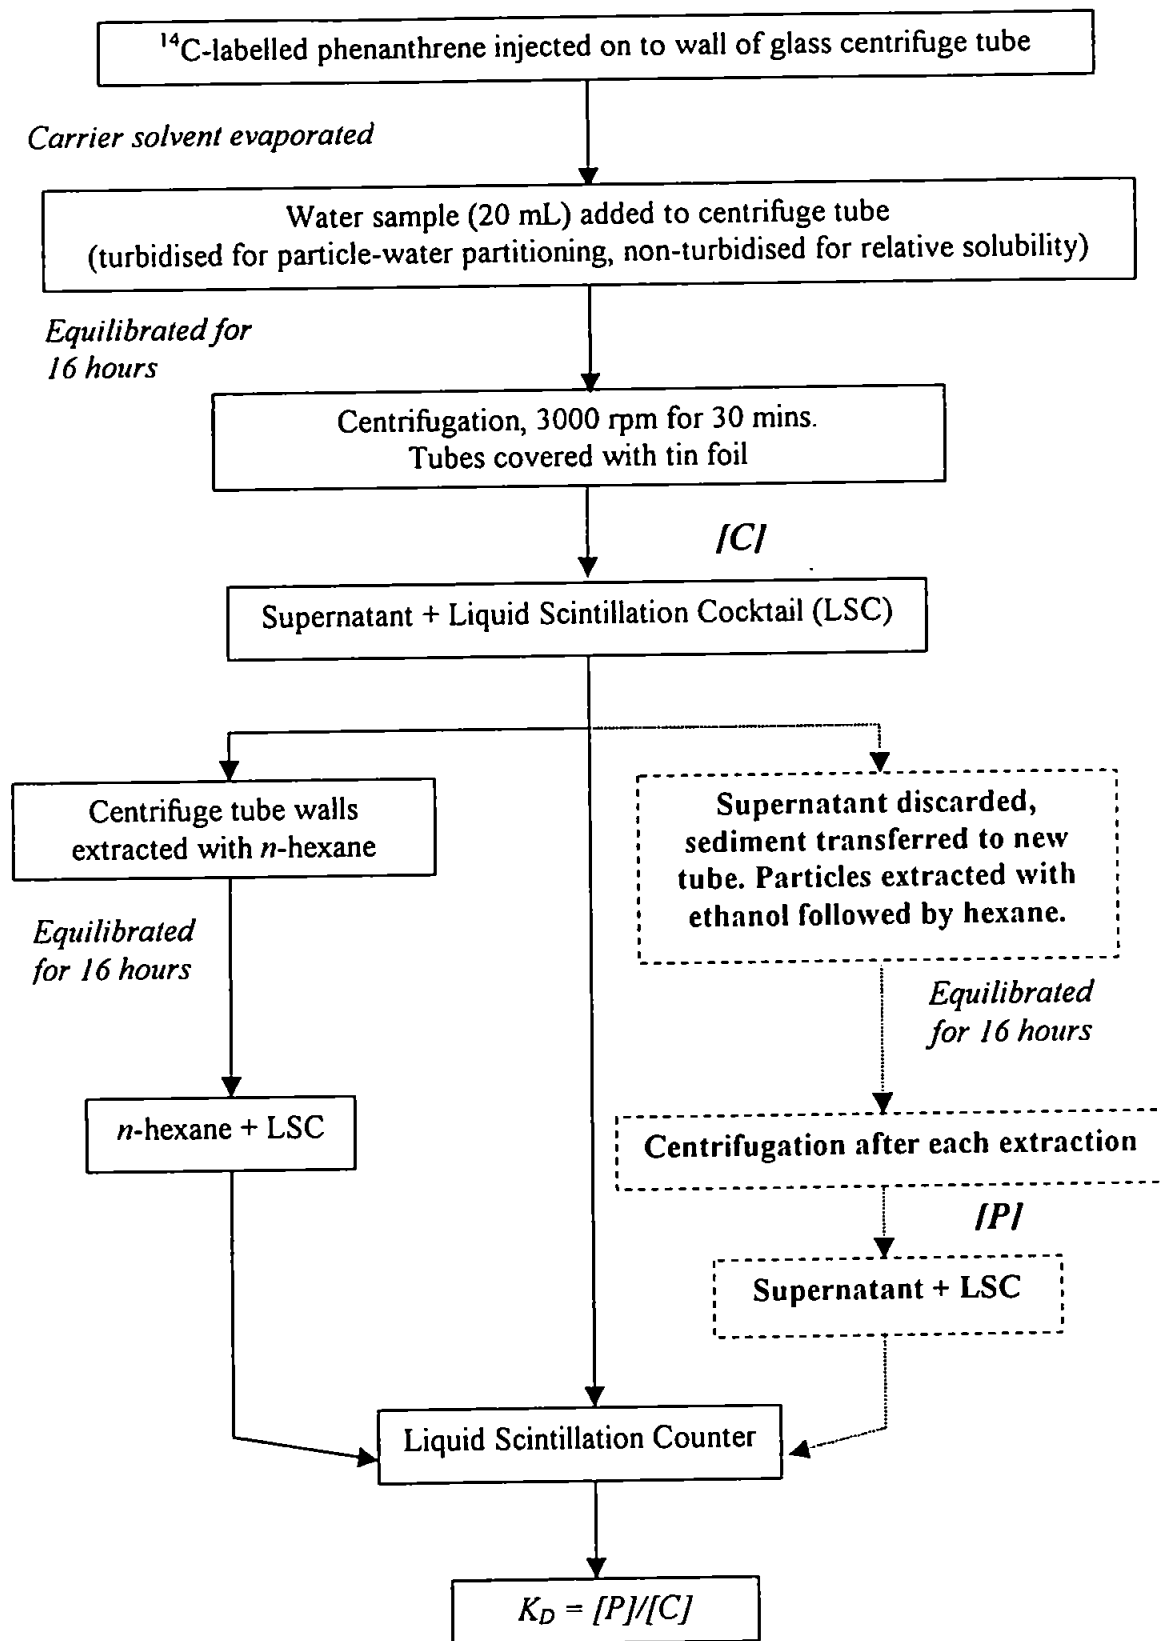 ¹⁴C-labelled phenanthrene injected on to wall of glass centrifuge tube
Carrier solvent evaporated
Water sample (20 mL) added to centrifuge tube
(turbidised for particle-water partitioning, non-turbidised for relative solubility)
Equilibrated for
16 hours
Centrifugation, 3000 rpm for 30 mins.
Tubes covered with tin foil
[C]
Supernatant + Liquid Scintillation Cocktail (LSC)
Centrifuge tube walls
extracted with n-hexane
Supernatant discarded,
sediment transferred to new
tube. Particles extracted with
ethanol followed by hexane.
Equilibrated
for 16 hours
Equilibrated
for 16 hours
n-hexane + LSC
Centrifugation after each extraction
[P]
Supernatant + LSC
Liquid Scintillation Counter
K_D = [P]/[C]